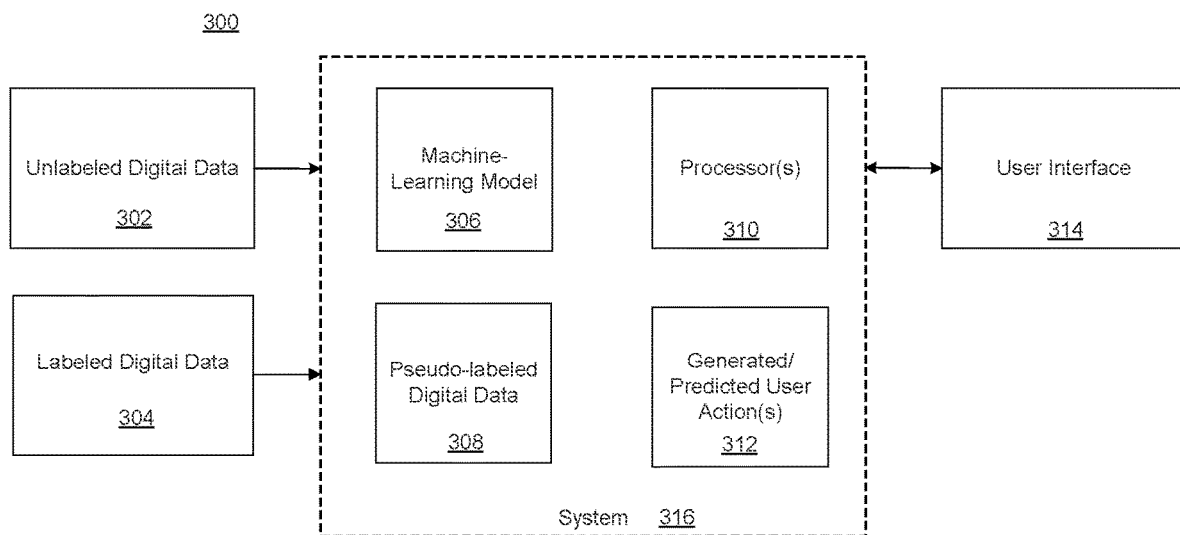 300
Unlabeled Digital Data
302
Machine-
Learning Model
306
Processor(s)
310
User Interface
314
Labeled Digital Data
304
Pseudo-labeled
Digital Data
308
Generated/
Predicted User
Action(s)
312
System 316